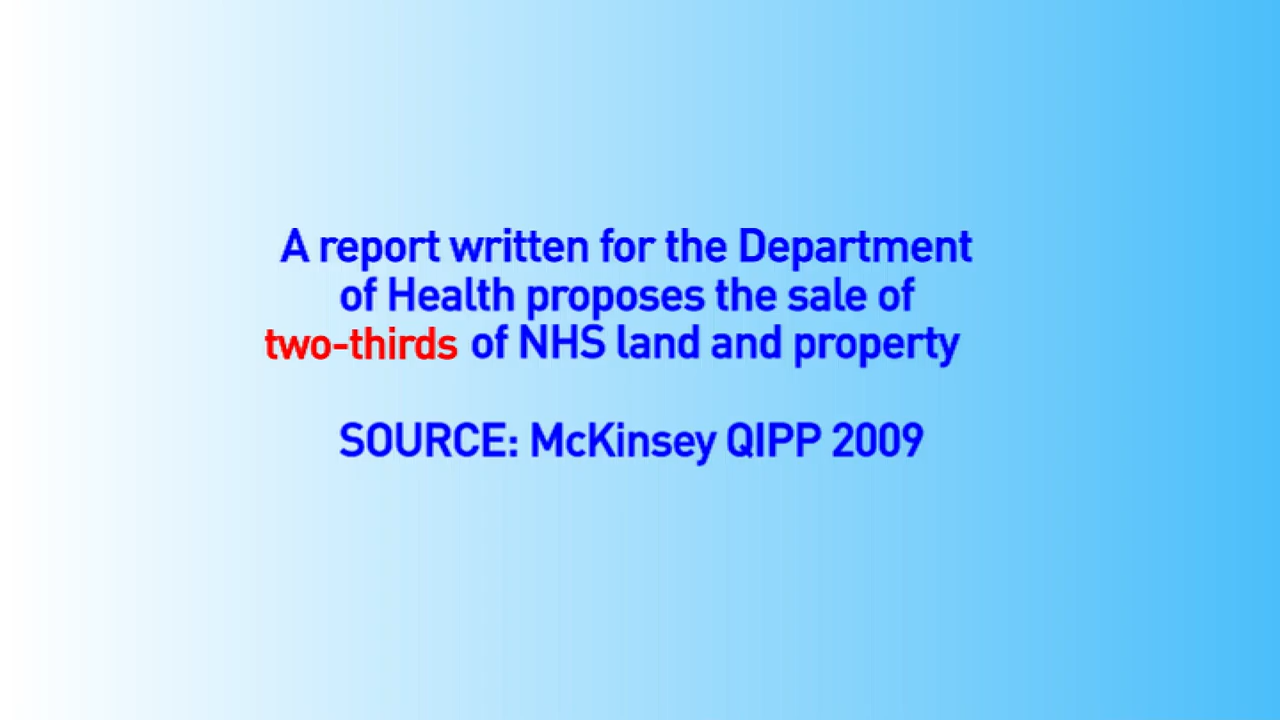 A report written for the Department
of Health proposes the sale of
two-thirds of NHS land and property
SOURCE: McKinsey QIPP 2009